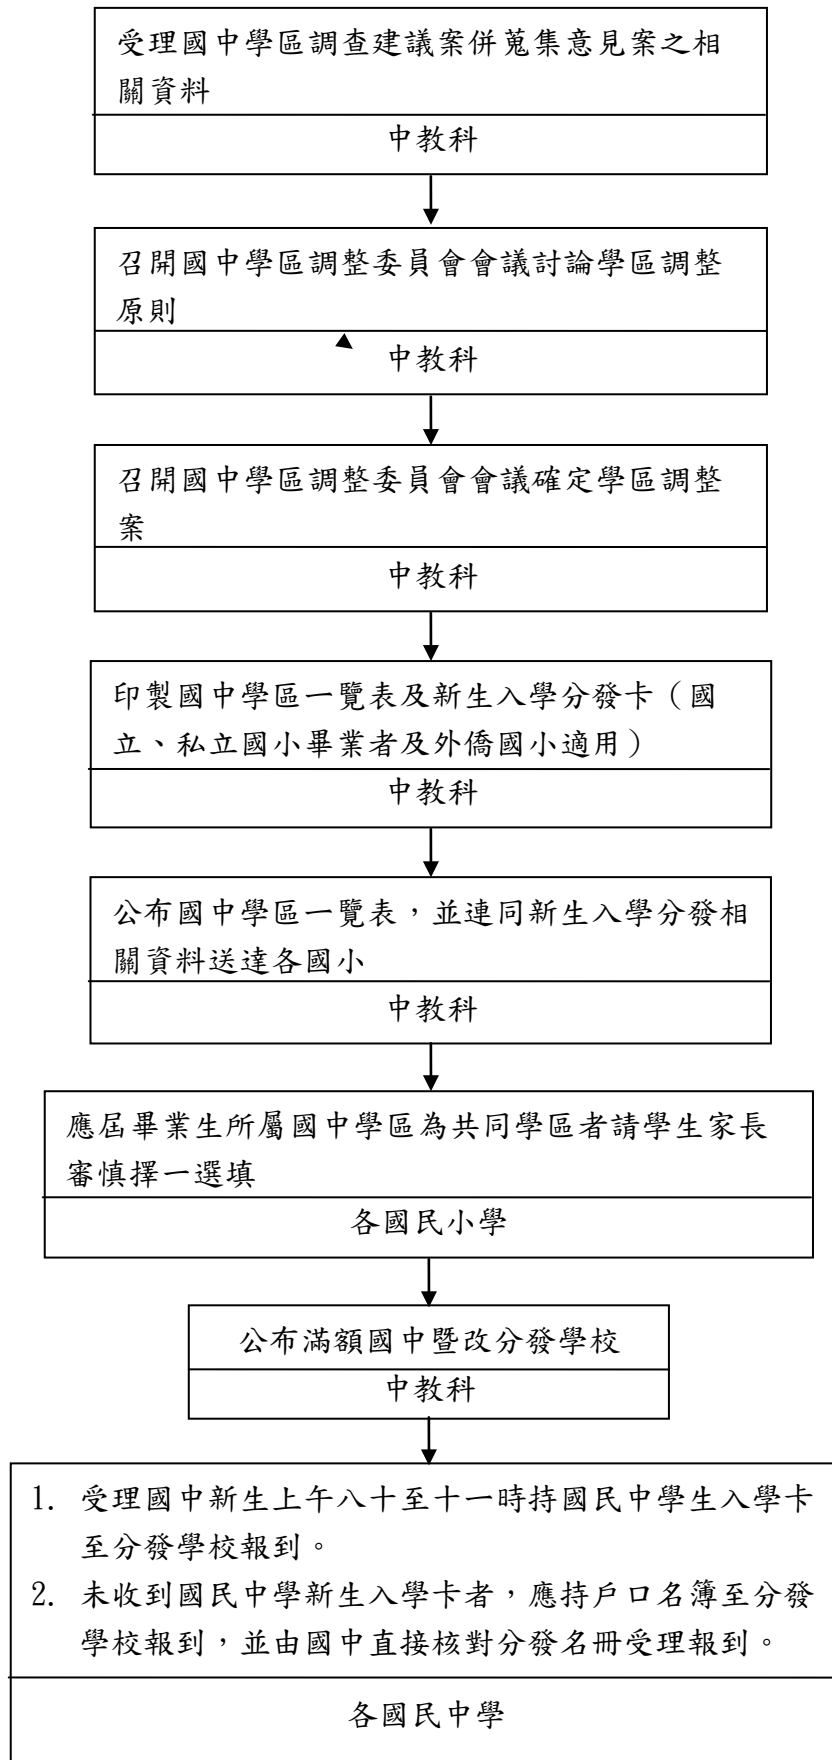 受理國中學區調查建議案併蒐集意見案之相
關資料
中教科
召開國中學區調整委員會會議討論學區調整
原則
中教科
召開國中學區調整委員會會議確定學區調整
案
中教科
印製國中學區一覽表及新生入學分發卡（國
立、私立國小畢業者及外僑國小適用）
中教科
公布國中學區一覽表，並連同新生入學分發相
關資料送達各國小
中教科
應屆畢業生所屬國中學區為共同學區者請學生家長
審慎擇一選填
各國民小學
公布滿額國中暨改分發學校
中教科
1. 受理國中新生上午八十至十一時持國民中學生入學卡
至分發學校報到。
2. 未收到國民中學新生入學卡者，應持戶口名簿至分發
學校報到，並由國中直接核對分發名冊受理報到。
各國民中學